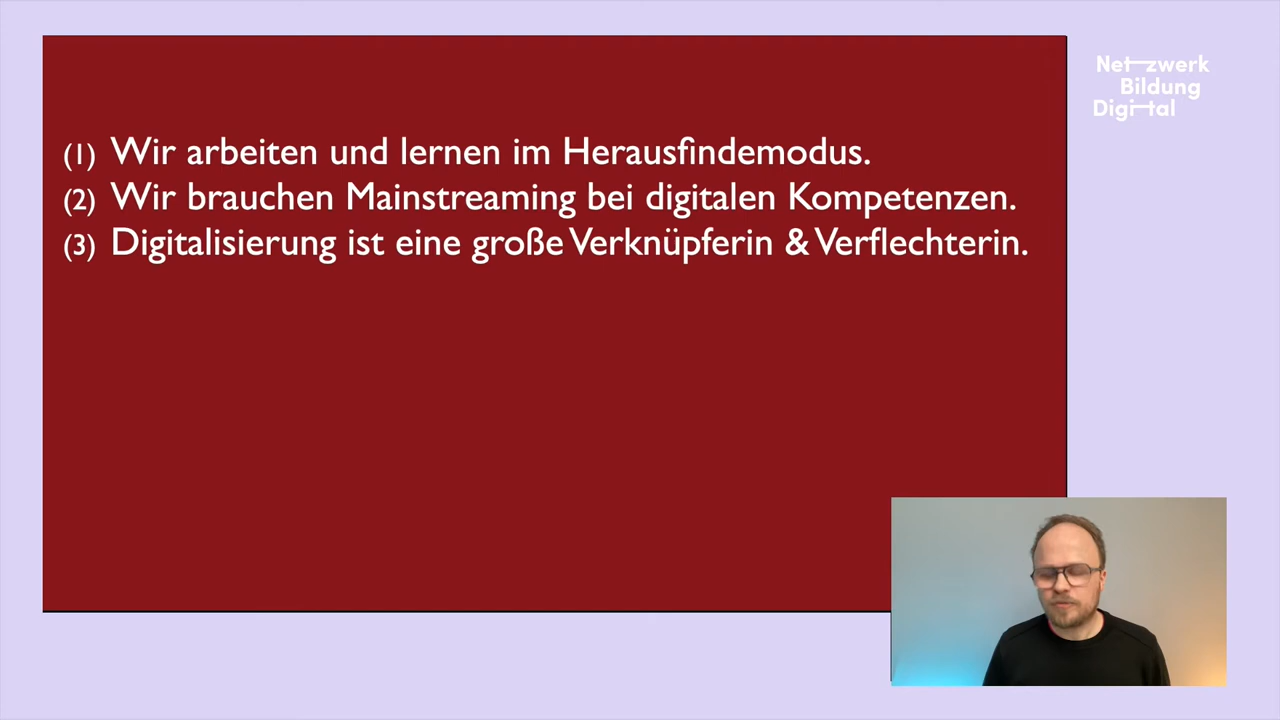 (1) Wir arbeiten und lernen im Herausfindemodus.
(2) Wir brauchen Mainstreaming bei digitalen Kompetenzen.
(3) Digitalisierung ist eine große Verknüpferin & Verflechterin.
Netzwerk
Bildung
Digital